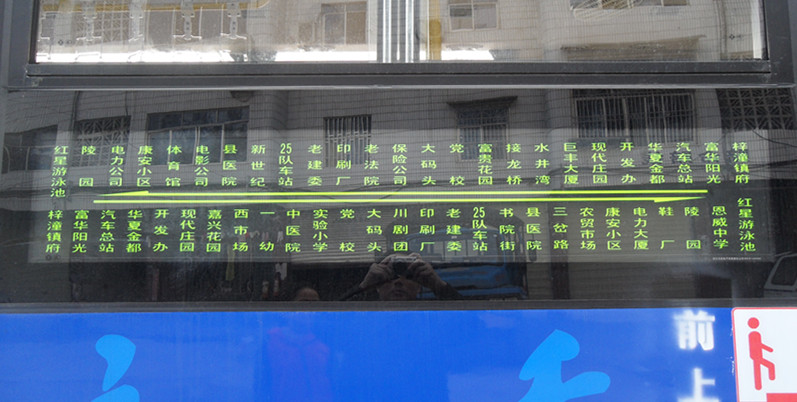 红星游泳池
陵园
电力公司
康安小区
体育馆
电影公司
县医院
新世纪
25队车站
老建委
印刷厂
老法院
保险公司
大码头
党校
富贵花园
接龙桥
水井湾
巨丰大厦
现代庄园
开发办
华夏金都
汽车总站
富华阳光
梓潼镇府
梓潼镇府
富华阳光
汽车总站
华夏金都
开发办
现代庄园
嘉兴花园
西市场
一幼
中医院
实验小学
党校
大码头
川剧团
印刷厂
老建委
25队车站
书院街
县医院
三岔路
农贸市场
康安小区
电力大厦
鞋厂
陵园
恩威中学
红星游泳池
前上